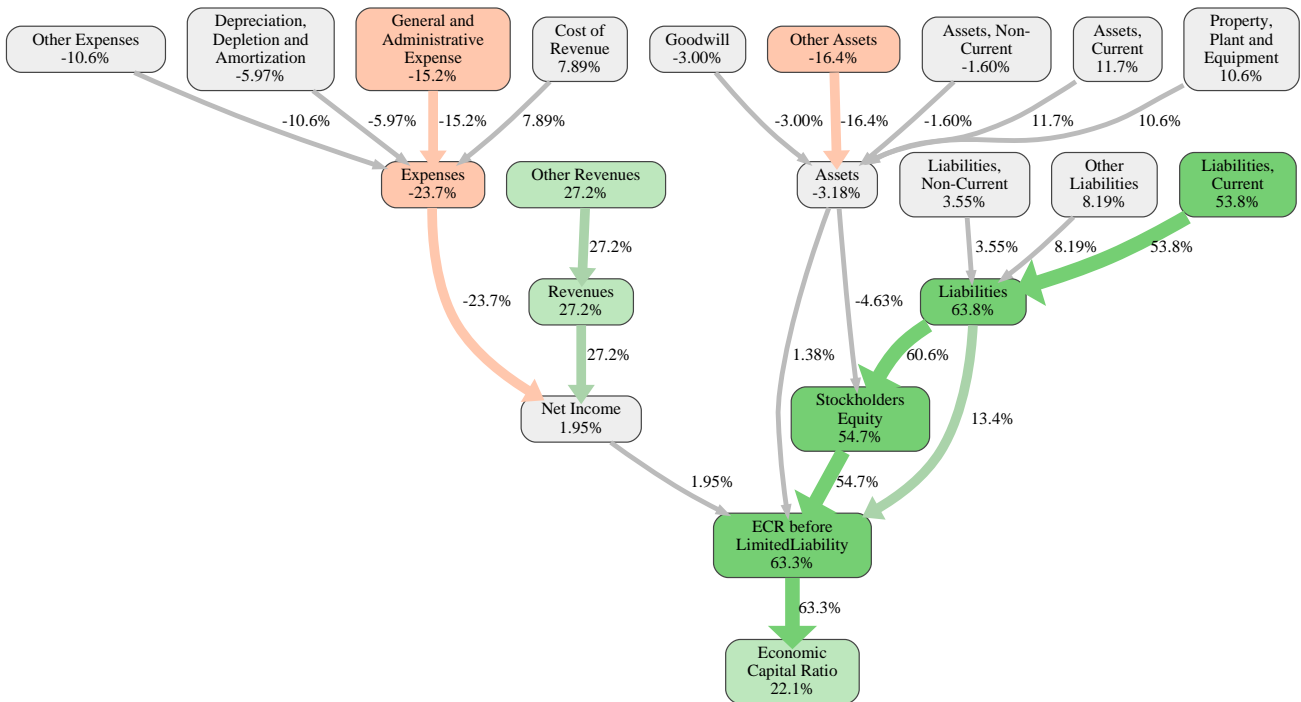 Other Expenses
-10.6%
Depreciation,
Depletion and
Amortization
-5.97%
General and
Administrative
Expense
-15.2%
Cost of
Revenue
7.89%
Goodwill
-3.00%
Other Assets
-16.4%
Assets, Non-
Current
-1.60%
Assets,
Current
11.7%
Property,
Plant and
Equipment
10.6%
-10.6%
-5.97%
-15.2%
7.89%
-3.00%
-16.4%
-1.60%
11.7%
10.6%
Expenses
-23.7%
Other Revenues
27.2%
Assets
-3.18%
Liabilities,
Non-Current
3.55%
Other
Liabilities
8.19%
Liabilities,
Current
53.8%
27.2%
3.55%
8.19%
53.8%
Revenues
27.2%
Liabilities
63.8%
-23.7%
-4.63%
27.2%
1.38%
60.6%
Net Income
1.95%
Stockholders
Equity
54.7%
13.4%
1.95%
54.7%
ECR before
LimitedLiability
63.3%
63.3%
Economic
Capital Ratio
22.1%